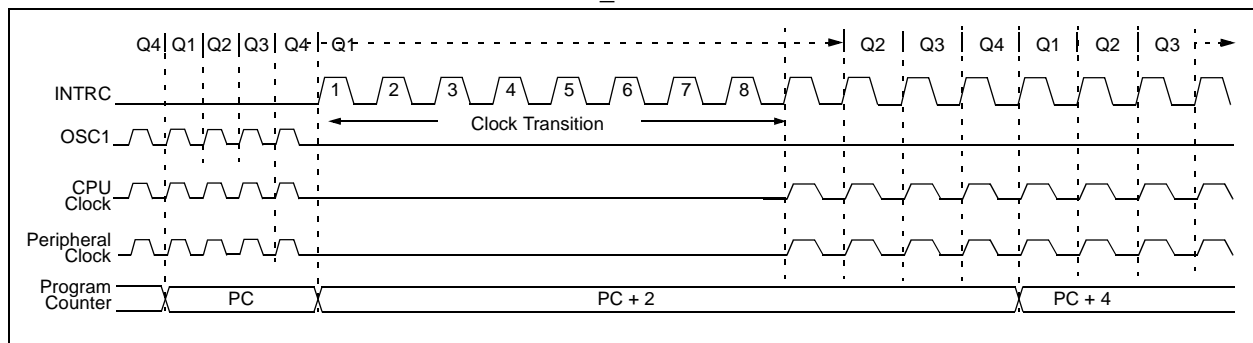 Q4 Q1 Q2 Q3 Q4 Q1 Q2 Q3 Q4 Q1 Q2 Q3
INTRC
1 2 3 4 5 6 7 8
Clock Transition
OSC1
CPU
Clock
Peripheral
Clock
Program
Counter
PC PC + 2 PC + 4